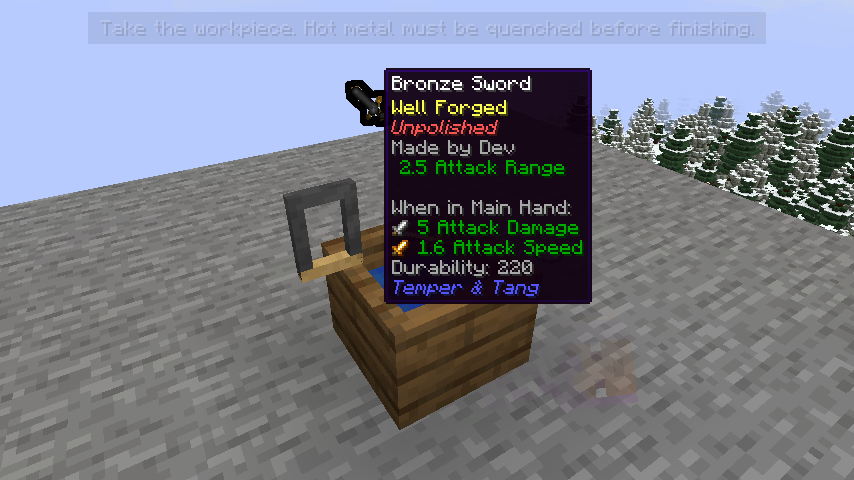 Take the workpiece. Hot metal must be quenched before finishing.
Bronze Sword
Well Forged
Unpolished
Made by Dev
2.5 Attack Range
When in Main Hand:
5 Attack Damage
1.6 Attack Speed
Durability: 220
Temper & Tang